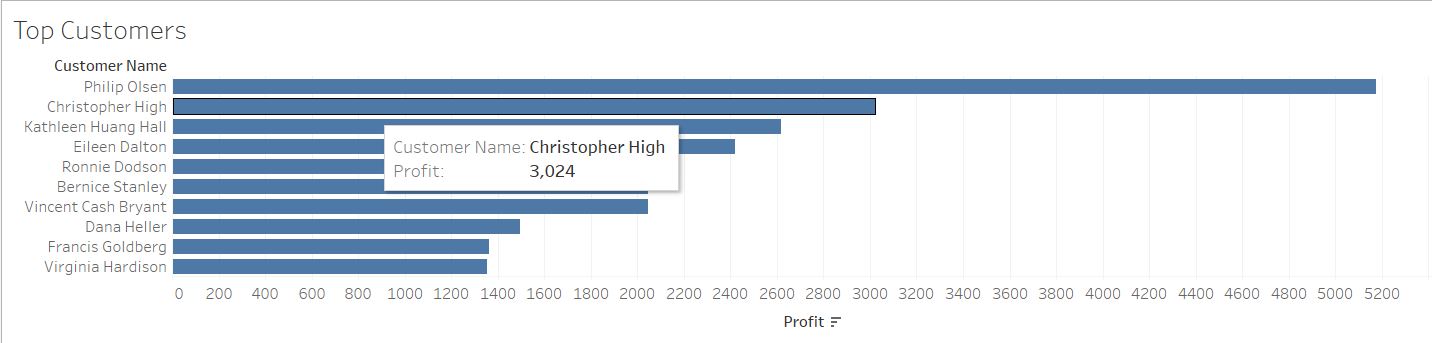 Top Customers
Customer Name
Philip Olsen
Christopher High
Kathleen Huang Hall
Eileen Dalton
Ronnie Dodson
Bernice Stanley
Vincent Cash Bryant
Dana Heller
Francis Goldberg
Virginia Hardison
Customer Name: Christopher High
Profit: 3,024
0 200 400 600 800 1000 1200 1400 1600 1800 2000 2200 2400 2600 2800 3000 3200 3400 3600 3800 4000 4200 4400 4600 4800 5000 5200
Profit